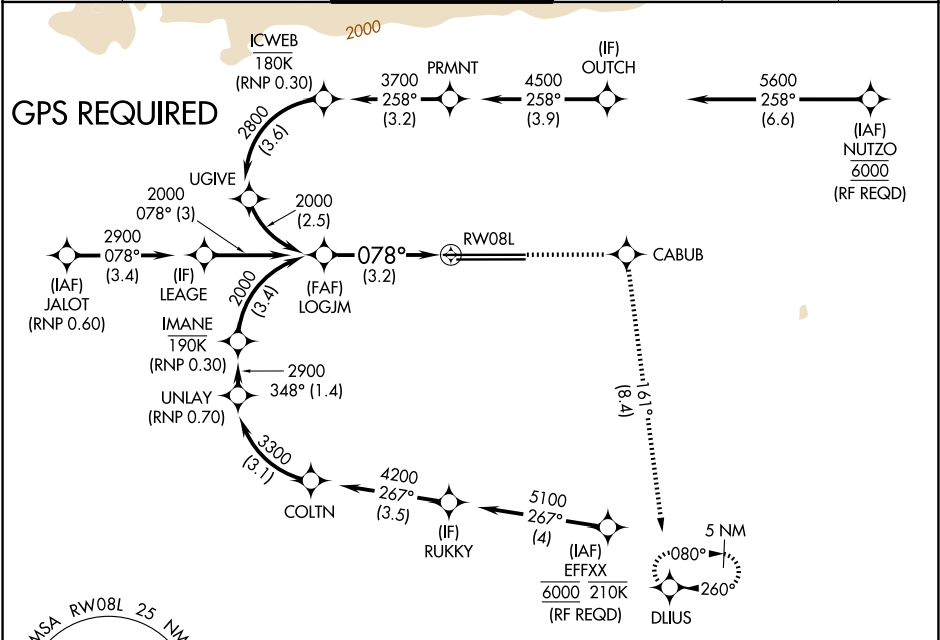 2000
ICWEB
180K
(RNP 0.30)
GPS REQUIRED
3700
258°
(3.2)
PRMNT
4500
258°
(3.9)
(IF)
OUTCH
5600
258°
(6.6)
(IAF)
NUTZO
6000
(RF REQD)
2800
(3.6)
UGIVE
2000
(2.5)
2000
078° (3)
2900
078°
(3.4)
(IAF)
JALOT
(RNP 0.60)
(IF)
LEAGE
(FAF)
LOGJM
078°
(3.2)
RW08L
CABUB
2000
(3.4)
IMANE
190K
(RNP 0.30)
2900
348° (1.4)
UNLAY
(RNP 0.70)
3300
(3.1)
COLTN
4200
267°
(3.5)
(IF)
RUKKY
5100
267°
(4)
(IAF)
EFFXX
6000 210K
(RF REQD)
161°
(8.4)
5 NM
080°
260°
DLIUS
MSA RW08L 25 NM